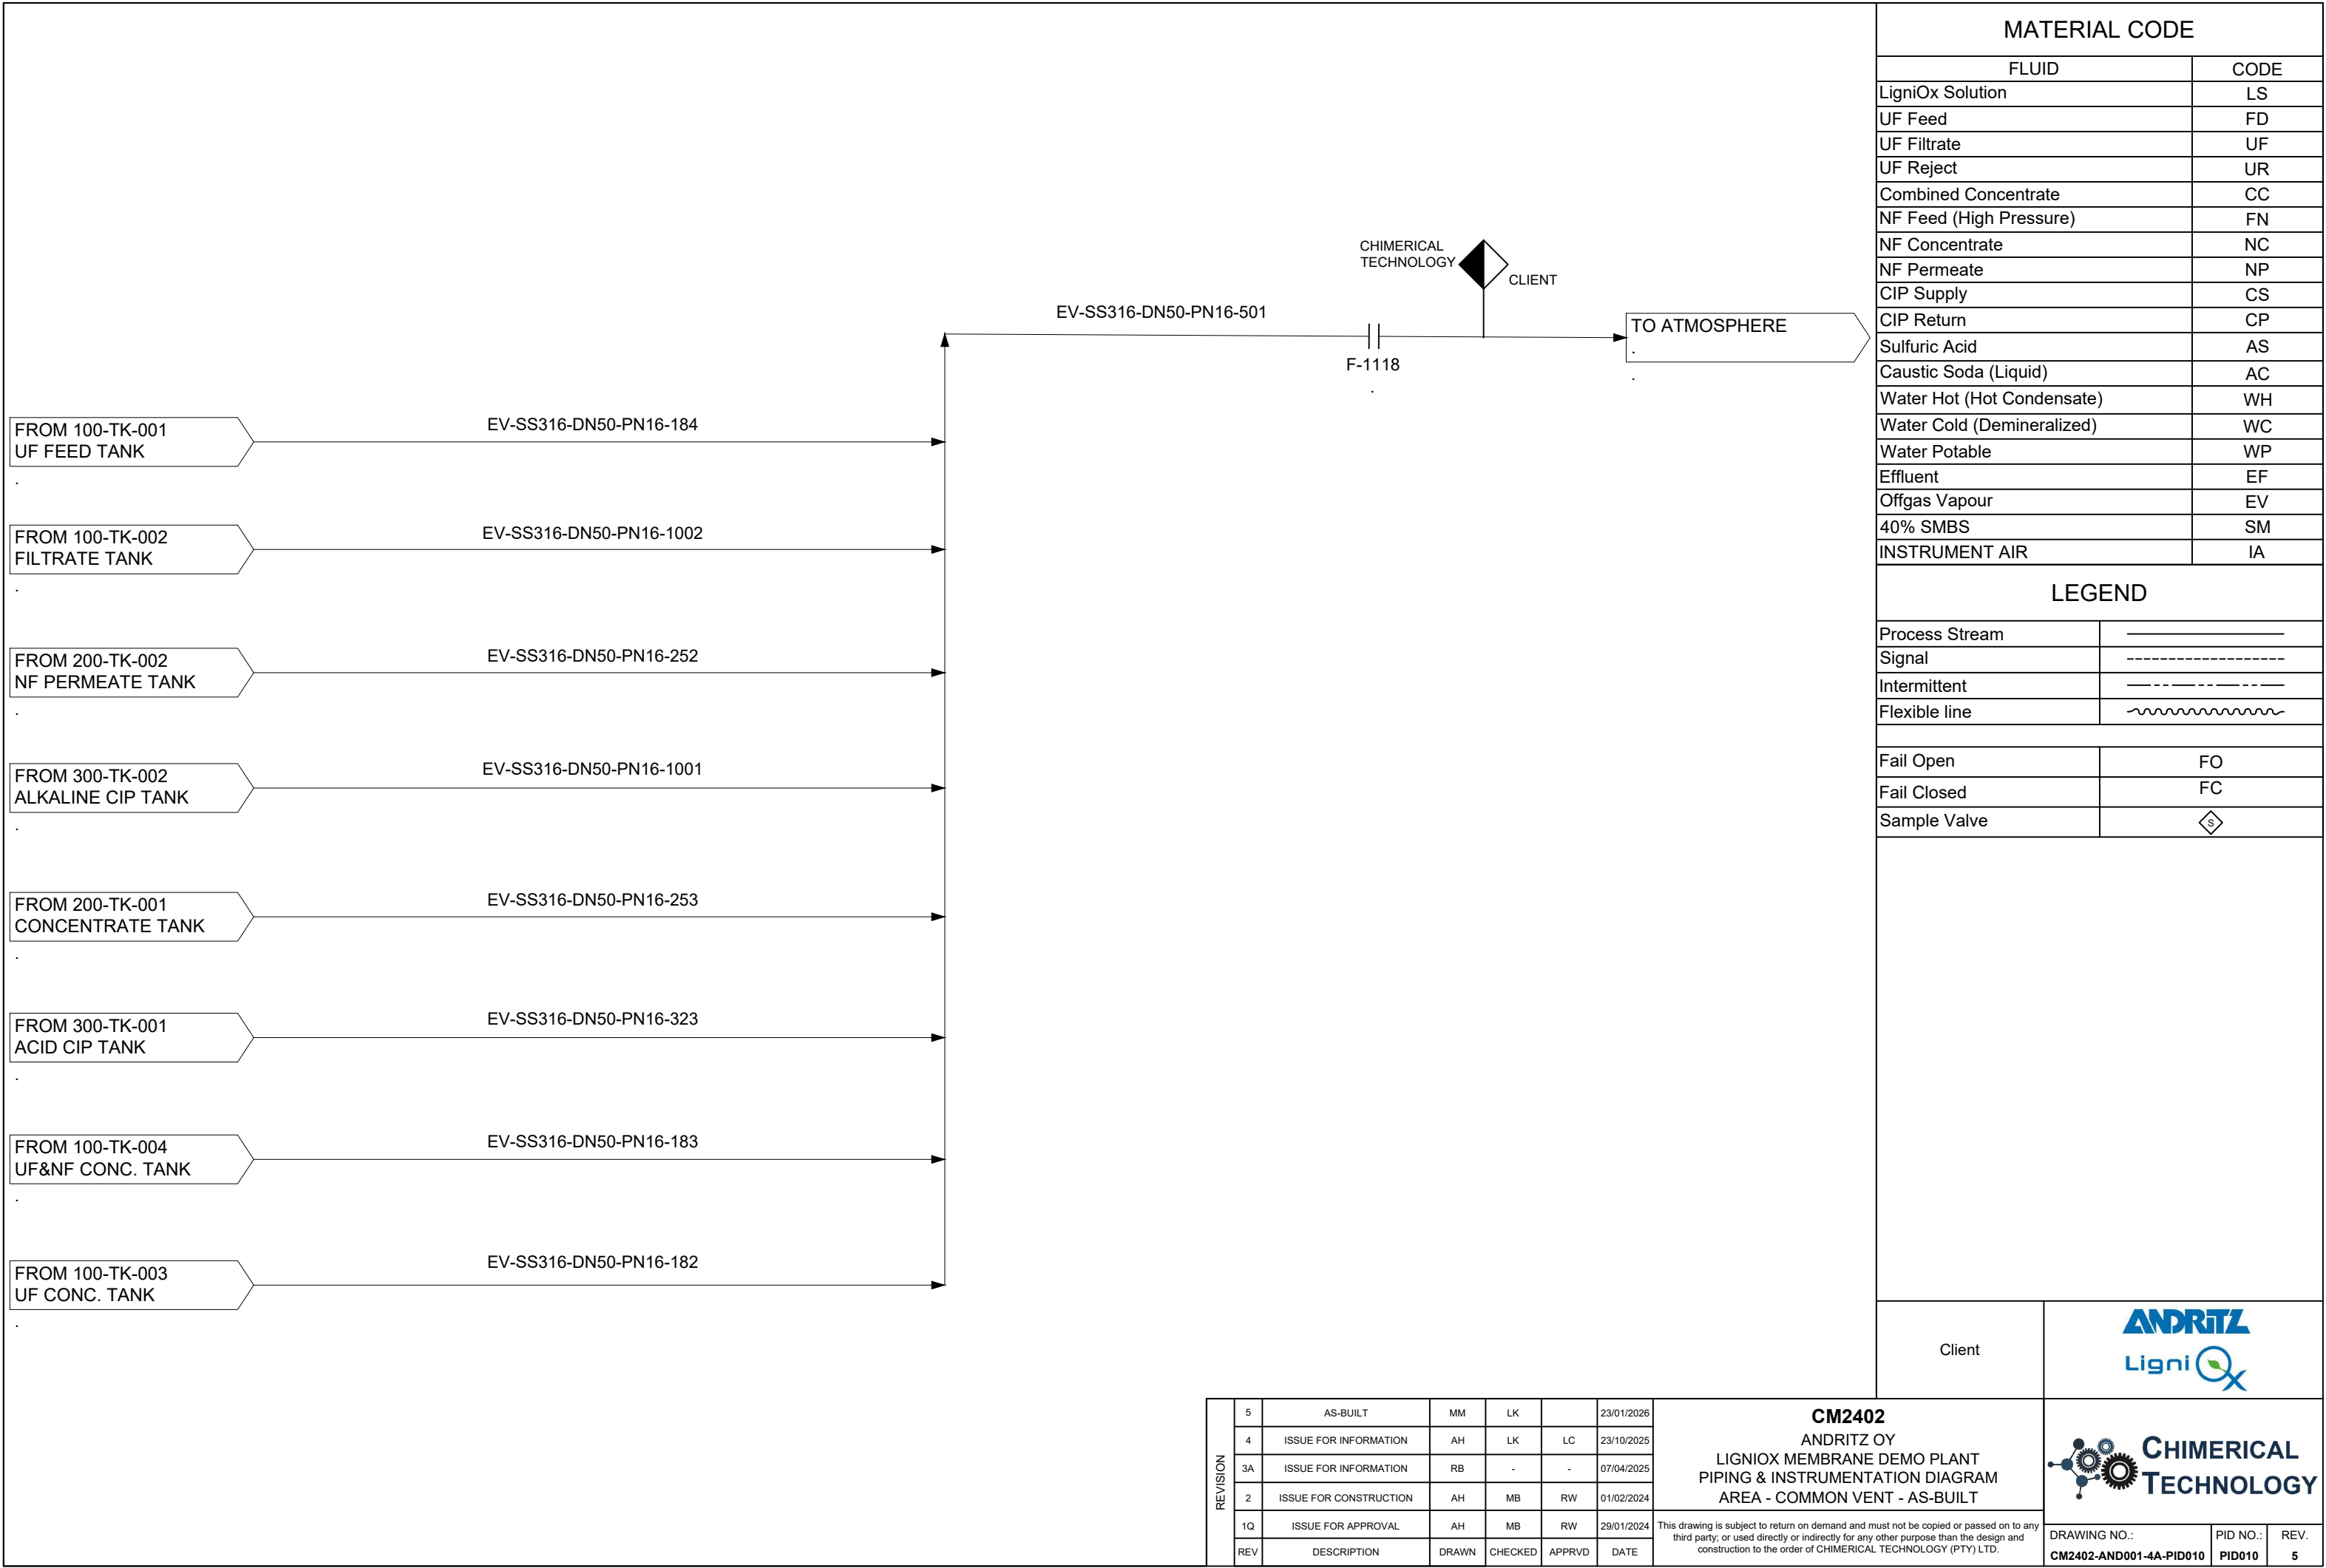 CHIMERICAL
TECHNOLOGY
CLIENT
EV-SS316-DN50-PN16-501
F-1118
.
TO ATMOSPHERE
.
.
FROM 100-TK-001
UF FEED TANK
.
EV-SS316-DN50-PN16-184
FROM 100-TK-002
FILTRATE TANK
.
EV-SS316-DN50-PN16-1002
FROM 200-TK-002
NF PERMEATE TANK
.
EV-SS316-DN50-PN16-252
FROM 300-TK-002
ALKALINE CIP TANK
.
EV-SS316-DN50-PN16-1001
FROM 200-TK-001
CONCENTRATE TANK
.
EV-SS316-DN50-PN16-253
FROM 300-TK-001
ACID CIP TANK
.
EV-SS316-DN50-PN16-323
FROM 100-TK-004
UF&NF CONC. TANK
.
EV-SS316-DN50-PN16-183
FROM 100-TK-003
UF CONC. TANK
.
EV-SS316-DN50-PN16-182
MATERIAL CODE
FLUID CODE
LigniOx Solution LS
UF Feed FD
UF Filtrate UF
UF Reject UR
Combined Concentrate CC
NF Feed (High Pressure) FN
NF Concentrate NC
NF Permeate NP
CIP Supply CS
CIP Return CP
Sulfuric Acid AS
Caustic Soda (Liquid) AC
Water Hot (Hot Condensate) WH
Water Cold (Demineralized) WC
Water Potable WP
Effluent EF
Offgas Vapour EV
40% SMBS SM
INSTRUMENT AIR IA
LEGEND
Process Stream
Signal
Intermittent
Flexible line
Fail Open FO
Fail Closed FC
Sample Valve S
Client
ANDRITZ
LigniOx
REVISION
5 AS-BUILT MM LK 23/01/2026
4 ISSUE FOR INFORMATION AH LK LC 23/10/2025
3A ISSUE FOR INFORMATION RB - - 07/04/2025
2 ISSUE FOR CONSTRUCTION AH MB RW 01/02/2024
1Q ISSUE FOR APPROVAL AH MB RW 29/01/2024
REV DESCRIPTION DRAWN CHECKED APPRVD DATE
CM2402
ANDRITZ OY
LIGNIOX MEMBRANE DEMO PLANT
PIPING & INSTRUMENTATION DIAGRAM
AREA - COMMON VENT - AS-BUILT
This drawing is subject to return on demand and must not be copied or passed on to any
third party; or used directly or indirectly for any other purpose than the design and
construction to the order of CHIMERICAL TECHNOLOGY (PTY) LTD.
CHIMERICAL
TECHNOLOGY
DRAWING NO.: PID NO.: REV.
CM2402-AND001-4A-PID010 PID010 5